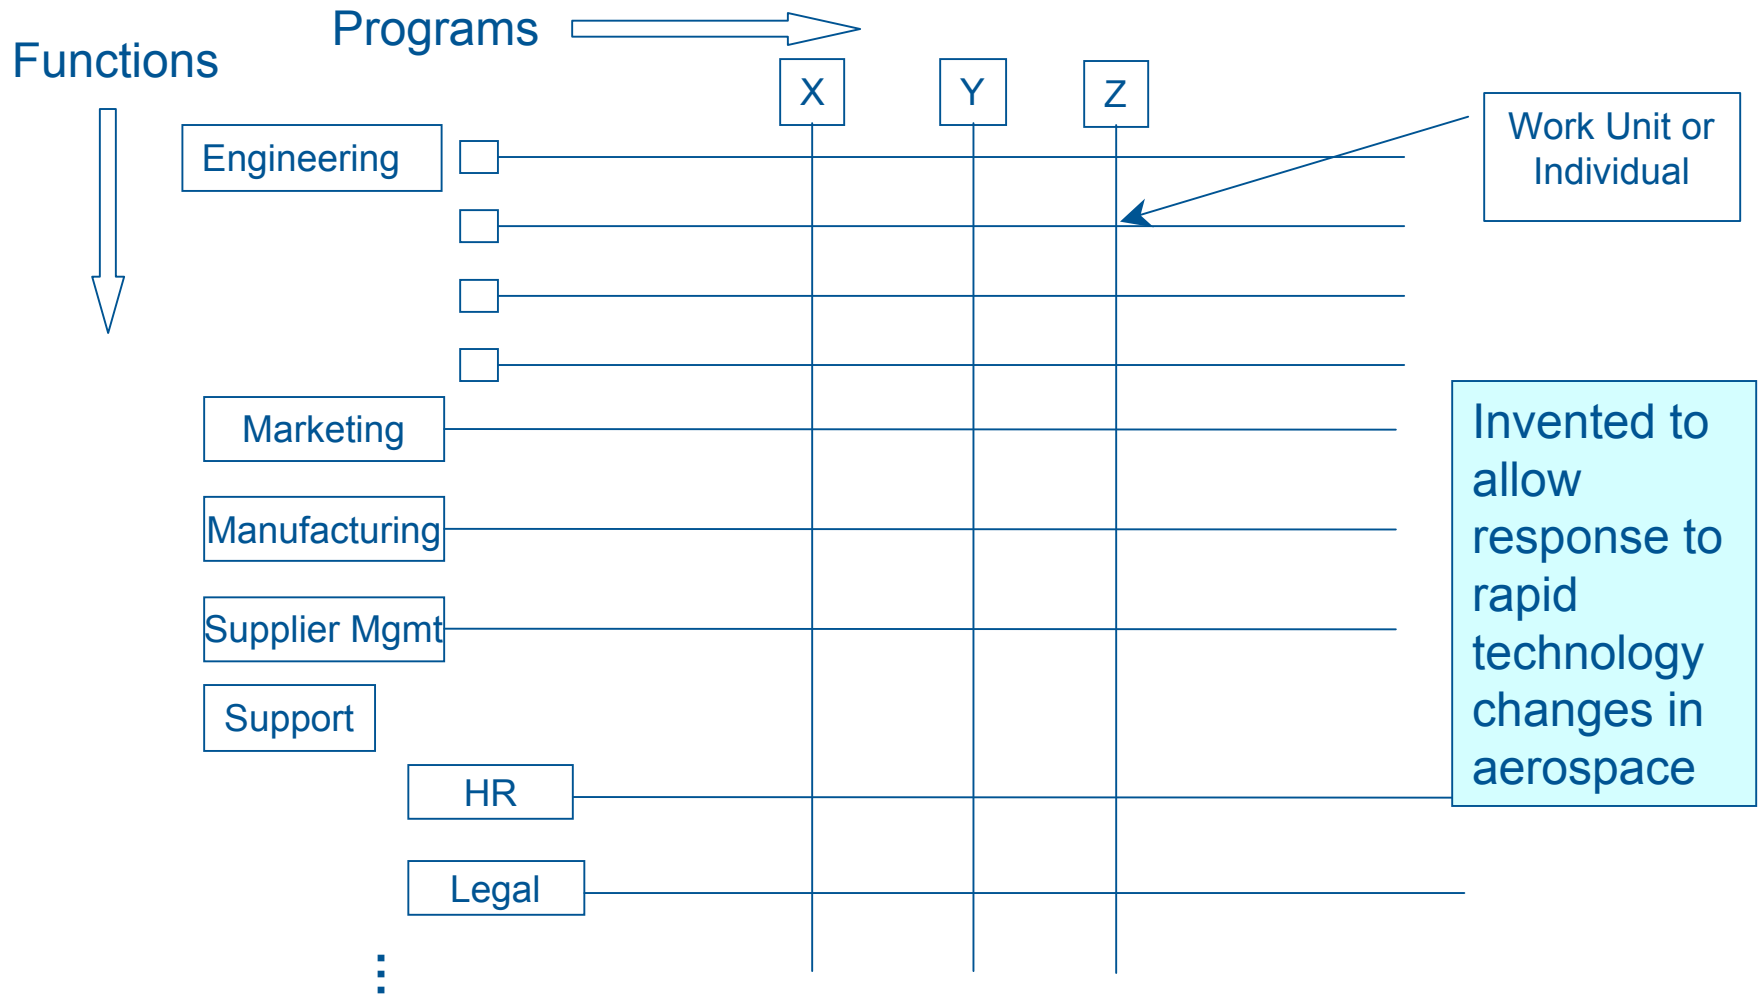 Programs
Functions
X
Y
Z
Work Unit or
Individual
Engineering
Marketing
Manufacturing
Supplier Mgmt
Support
HR
Legal
⋮
Invented to
allow
response to
rapid
technology
changes in
aerospace